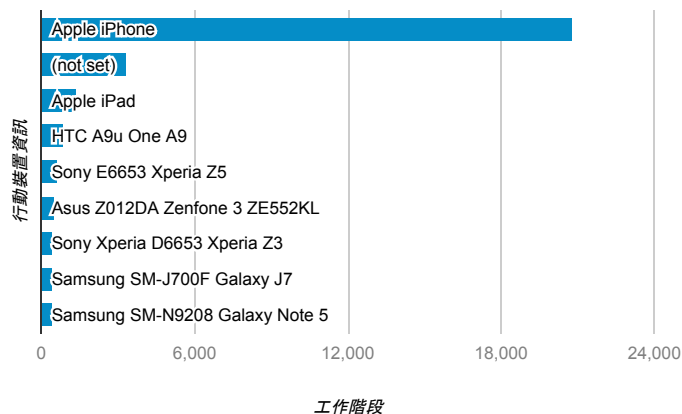 Apple iPhone
(not set)
Apple iPad
HTC A9u One A9
Sony E6653 Xperia Z5
Asus Z012DA Zenfone 3 ZE552KL
Sony Xperia D6653 Xperia Z3
Samsung SM-J700F Galaxy J7
Samsung SM-N9208 Galaxy Note 5
行動裝置資訊
0 6,000 12,000 18,000 24,000
工作階段